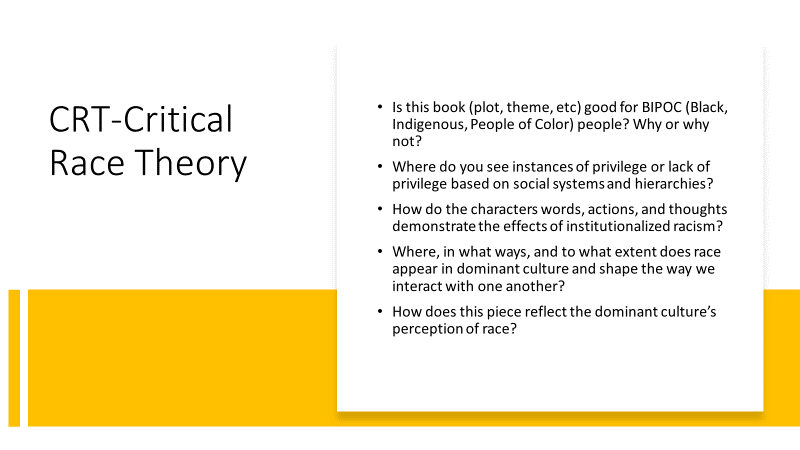 CRT-Critical
Race Theory
• Is this book (plot, theme, etc) good for BIPOC (Black,
Indigenous, People of Color) people? Why or why
not?
• Where do you see instances of privilege or lack of
privilege based on social systems and hierarchies?
• How do the characters words, actions, and thoughts
demonstrate the effects of institutionalized racism?
• Where, in what ways, and to what extent does race
appear in dominant culture and shape the way we
interact with one another?
• How does this piece reflect the dominant culture’s
perception of race?